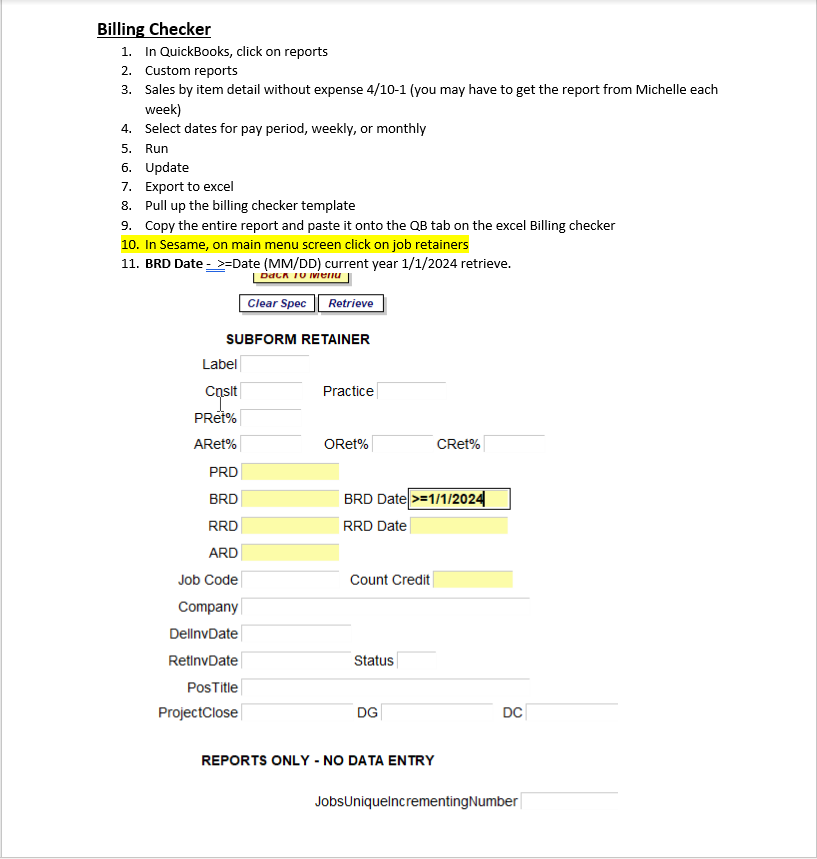 Billing Checker
1. In QuickBooks, click on reports
2. Custom reports
3. Sales by item detail without expense 4/10-1 (you may have to get the report from Michelle each
week)
4. Select dates for pay period, weekly, or monthly
5. Run
6. Update
7. Export to excel
8. Pull up the billing checker template
9. Copy the entire report and paste it onto the QB tab on the excel Billing checker
10. In Sesame, on main menu screen click on job retainers
11. BRD Date - >=Date (MM/DD) current year 1/1/2024 retrieve.
Back To Menu
Clear Spec Retrieve
SUBFORM RETAINER
Label
Cnslt Practice
PRet%
ARet% ORet% CRet%
PRD
BRD BRD Date >=1/1/2024
RRD RRD Date
ARD
Job Code Count Credit
Company
DelInvDate
RetInvDate Status
PosTitle
ProjectClose DG DC
REPORTS ONLY - NO DATA ENTRY
JobsUniqueIncrementingNumber